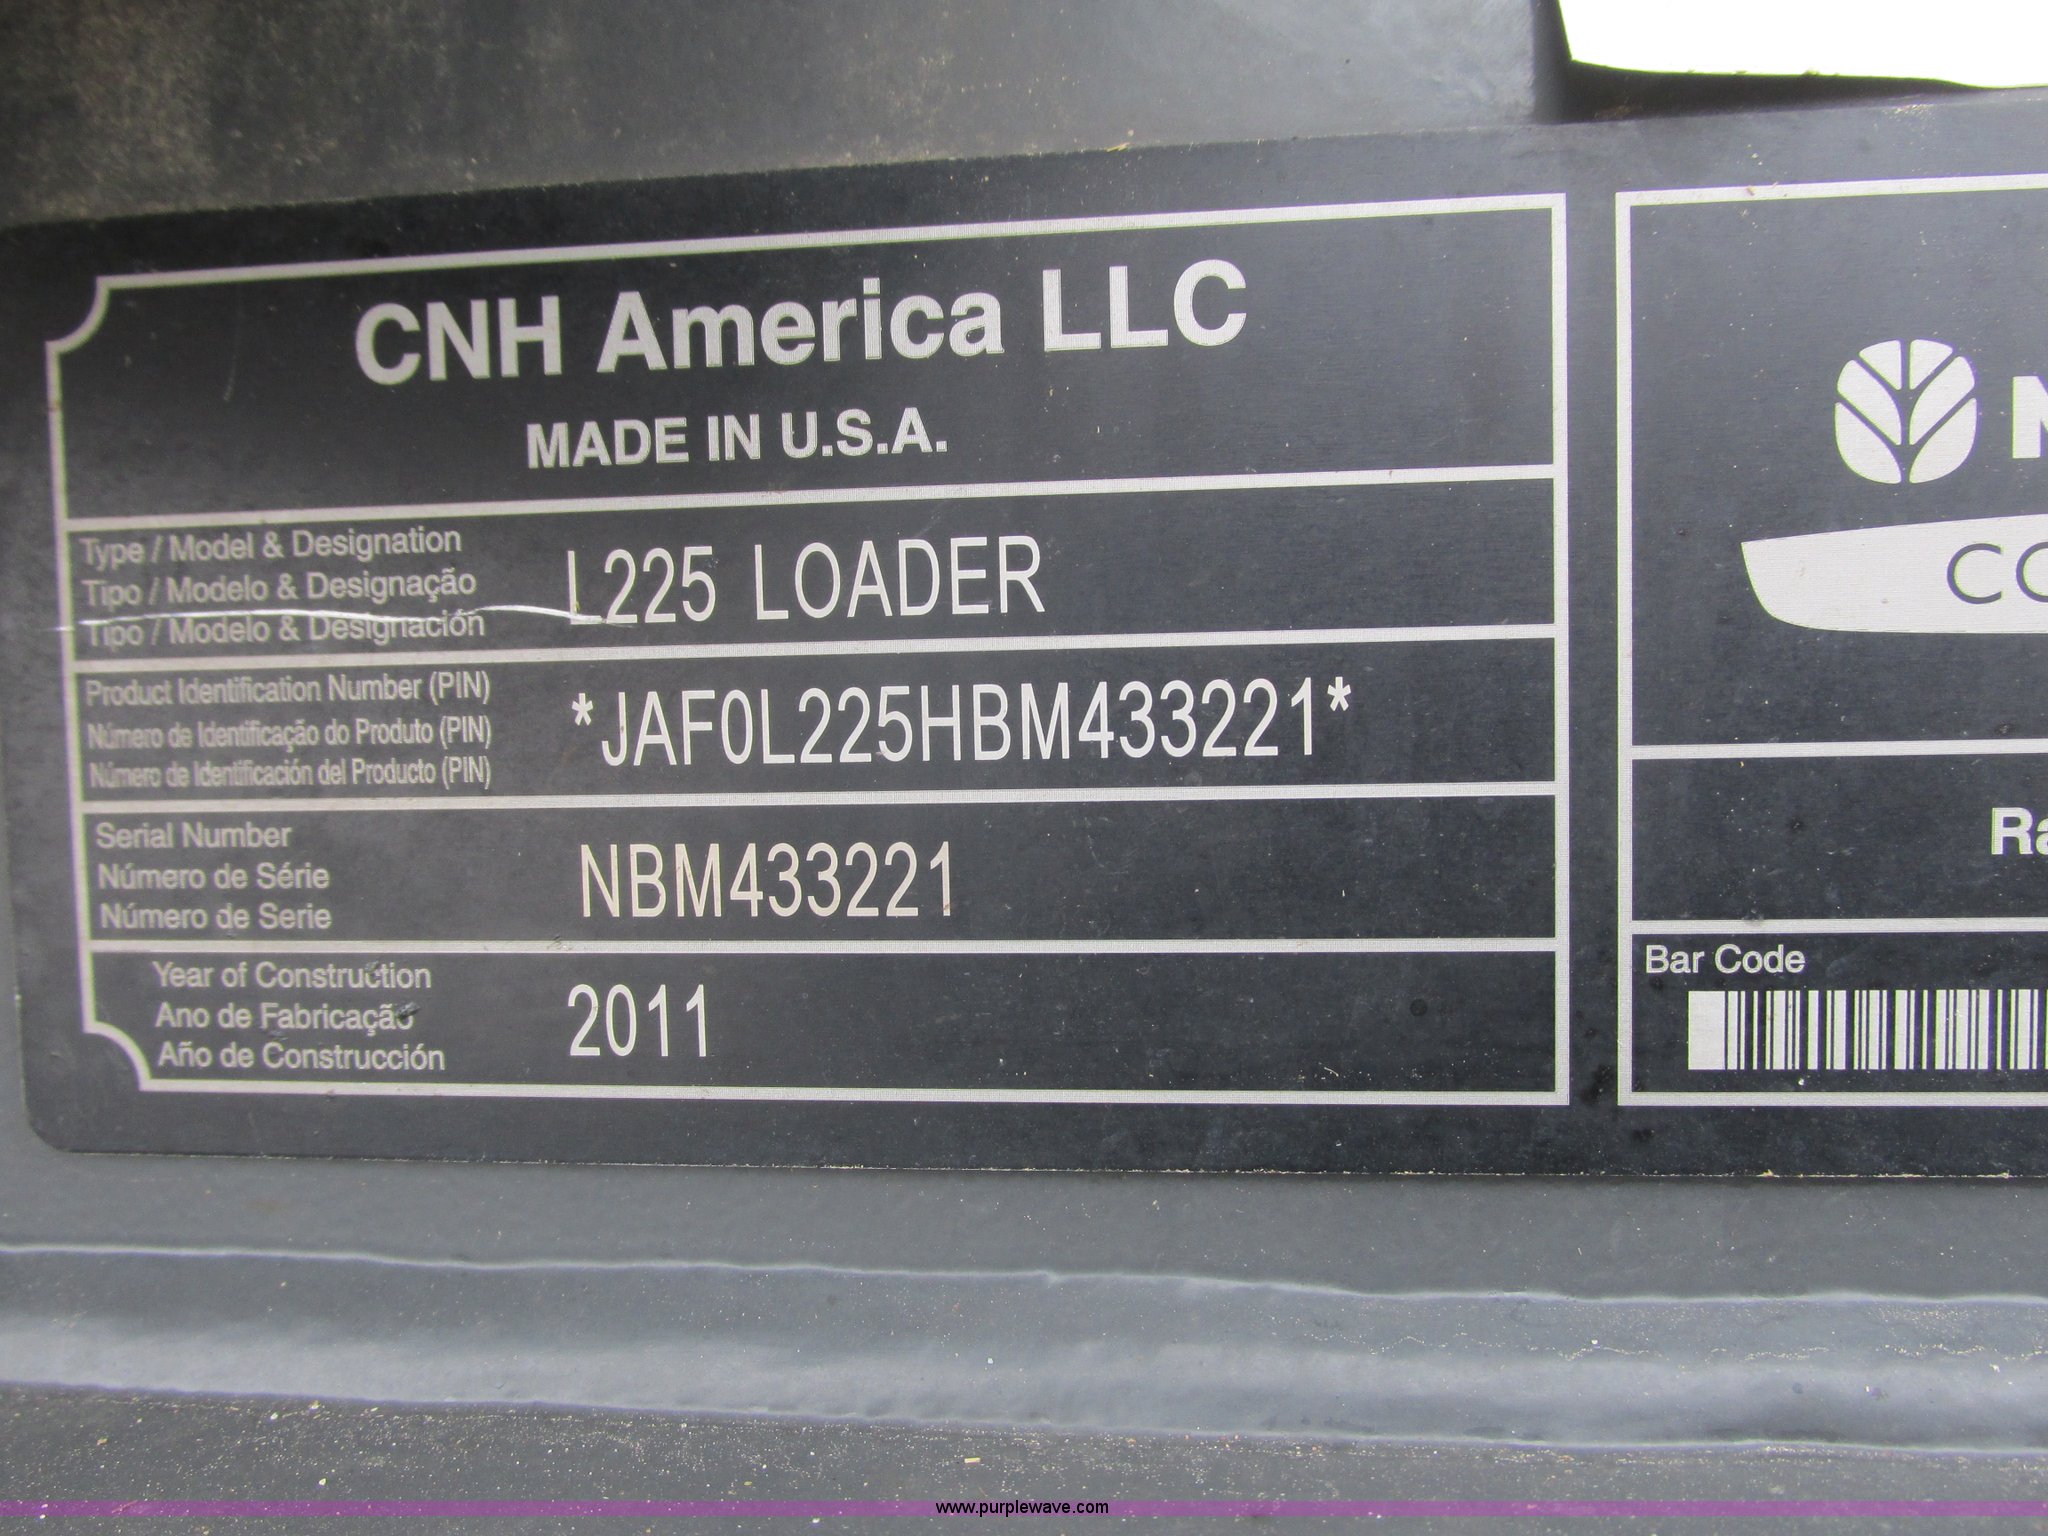 CNH America LLC
MADE IN U.S.A.
Type / Model & Designation
Tipo / Modelo & Designação
Tipo / Modelo & Designación
L225 LOADER
Product Identification Number (PIN)
Número de Identificação do Produto (PIN)
Número de Identificación del Producto (PIN)
*JAF0L225HBM433221*
Serial Number
Número de Série
Número de Serie
NBM433221
Year of Construction
Ano de Fabricação
Año de Construcción
2011
Bar Code
www.purplewave.com